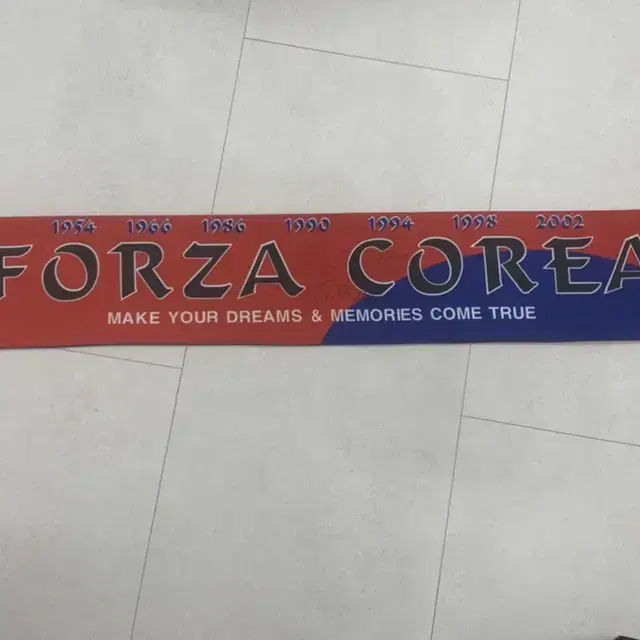 1954 1966 1986 1990 1994 1998 2002
FORZA COREA
MAKE YOUR DREAMS & MEMORIES COME TRUE